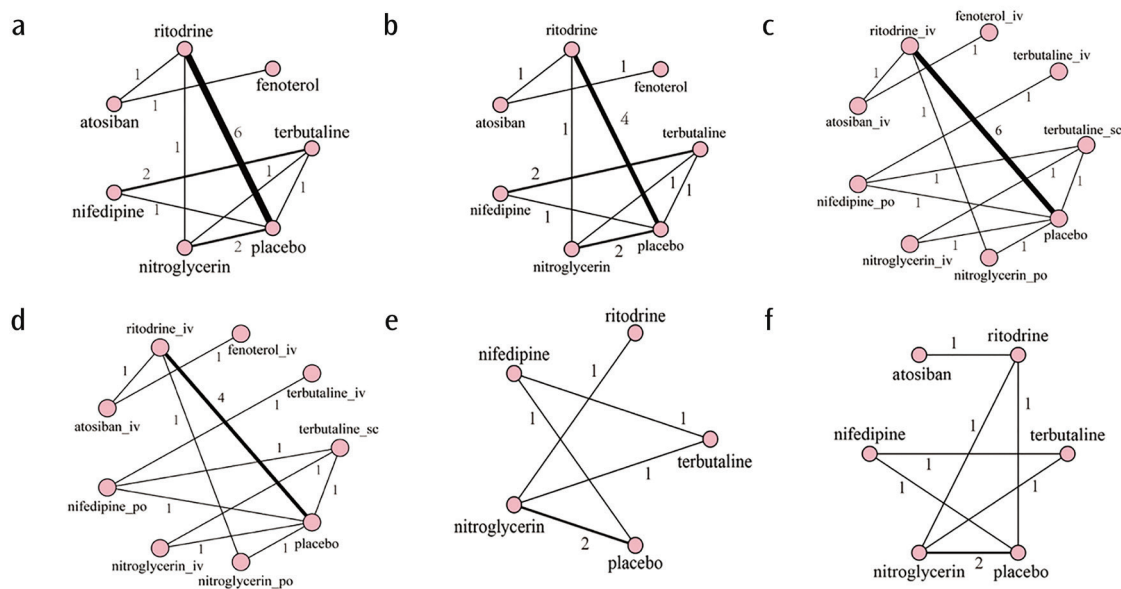 a
ritodrine
1
fenoterol
1
atosiban
6
terbutaline
1
2
1
1
nifedipine
1
2
placebo
nitroglycerin
b
ritodrine
1
1
fenoterol
atosiban
4
terbutaline
1
2
1
1
nifedipine
1
2
placebo
nitroglycerin
c
fenoterol_iv
ritodrine_iv
1
1
terbutaline_iv
atosiban_iv
1
1
6
terbutaline_sc
1
1
1
nifedipine_po
1
placebo
1
1
nitroglycerin_iv
nitroglycerin_po
d
ritodrine_iv
fenoterol_iv
1
1
terbutaline_iv
4
1
atosiban_iv
1
terbutaline_sc
1
1
1
nifedipine_po
1
placebo
1
1
nitroglycerin_iv
nitroglycerin_po
e
ritodrine
nifedipine
1
1
1
terbutaline
1
nitroglycerin
2
placebo
f
ritodrine
1
atosiban
1
1
nifedipine
terbutaline
1
1
1
nitroglycerin
2
placebo